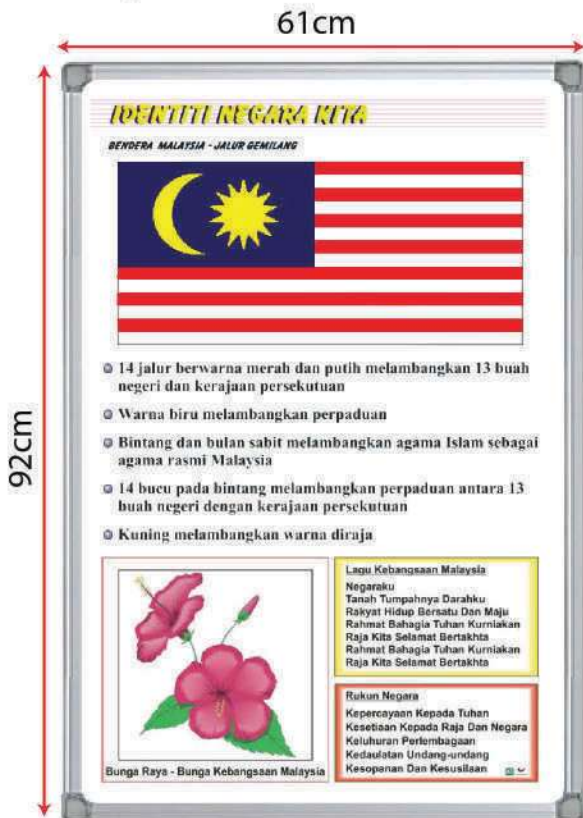 61cm
92cm
IDENTITI NEGARA KITA
BENDERA MALAYSIA - JALUR GEMILANG
14 jalur berwarna merah dan putih melambangkan 13 buah
negeri dan kerajaan persekutuan
Warna biru melambangkan perpaduan
Bintang dan bulan sabit melambangkan agama Islam sebagai
agama rasmi Malaysia
14 bucu pada bintang melambangkan perpaduan antara 13
buah negeri dengan kerajaan persekutuan
Kuning melambangkan warna diraja
Bunga Raya - Bunga Kebangsaan Malaysia
Lagu Kebangsaan Malaysia
Negaraku
Tanah Tumpahnya Darahku
Rakyat Hidup Bersatu Dan Maju
Rahmat Bahagia Tuhan Kurniakan
Raja Kita Selamat Bertakhta
Rahmat Bahagia Tuhan Kurniakan
Raja Kita Selamat Bertakhta
Rukun Negara
Kepercayaan Kepada Tuhan
Kesetiaan Kepada Raja Dan Negara
Keluhuran Perlembagaan
Kedaulatan Undang-undang
Kesopanan Dan Kesusilaan